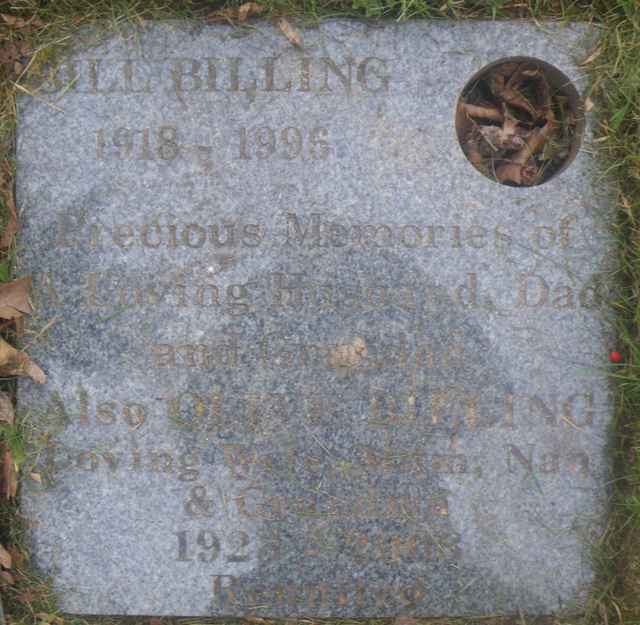 BILL BILLING
1918 - 1996
Precious Memories of
A Loving Husband, Dad
and Grandad
Also OLIVE BILLING
Loving Wife, Mum, Nan
& Grandma
Reunited